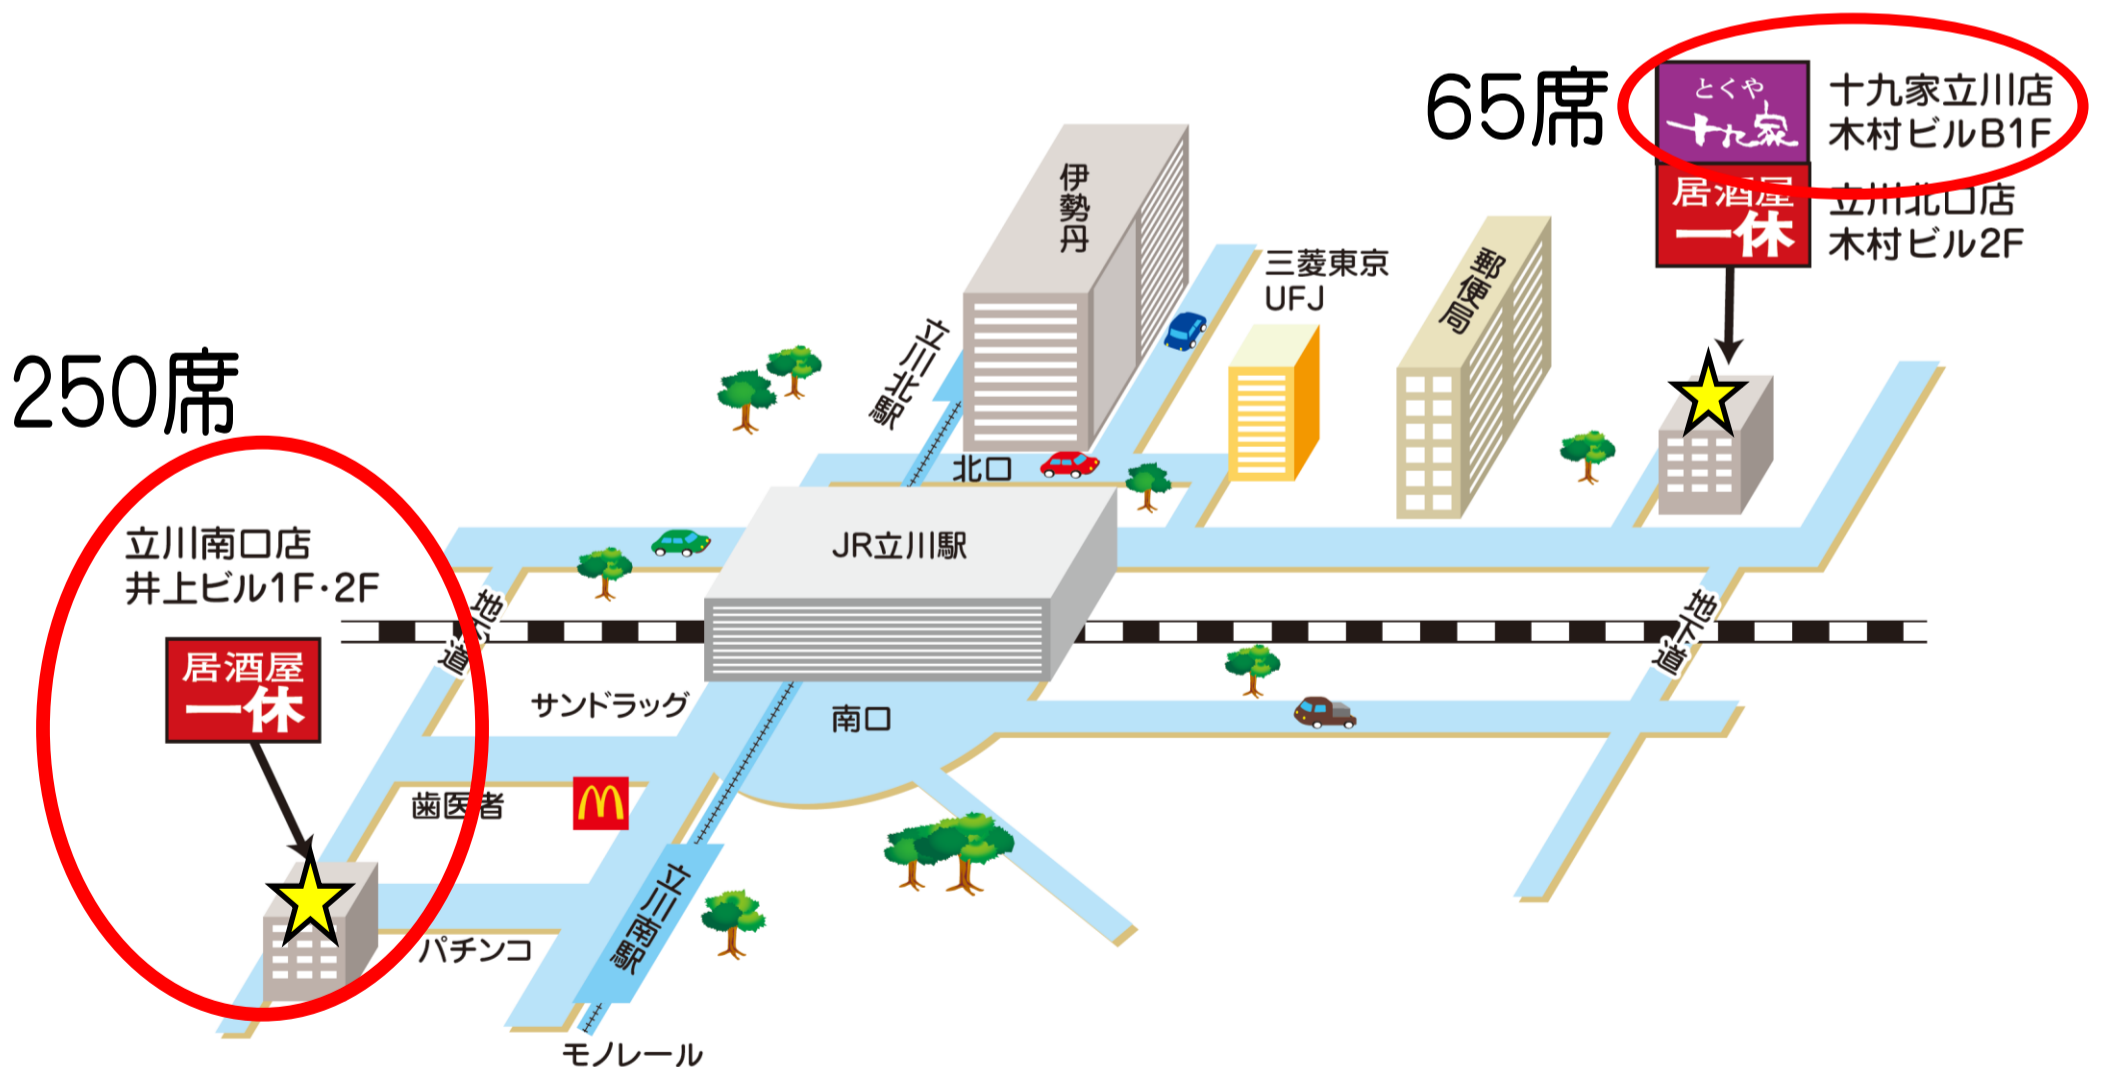 65席
とくや
十九家
十九家立川店
木村ビルB1F
居酒屋
一休
立川北口店
木村ビル2F
伊勢丹
三菱東京
UFJ
郵便局
立川北駅
250席
北口
立川南口店
井上ビル1F・2F
JR立川駅
地下道
地下道
居酒屋
一休
サンドラッグ
南口
歯医者
立川南駅
パチンコ
モノレール